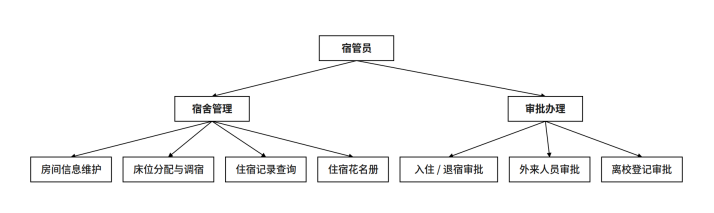 宿管员
宿舍管理
审批办理
房间信息维护
床位分配与调宿
住宿记录查询
住宿花名册
入住 / 退宿审批
外来人员审批
离校登记审批